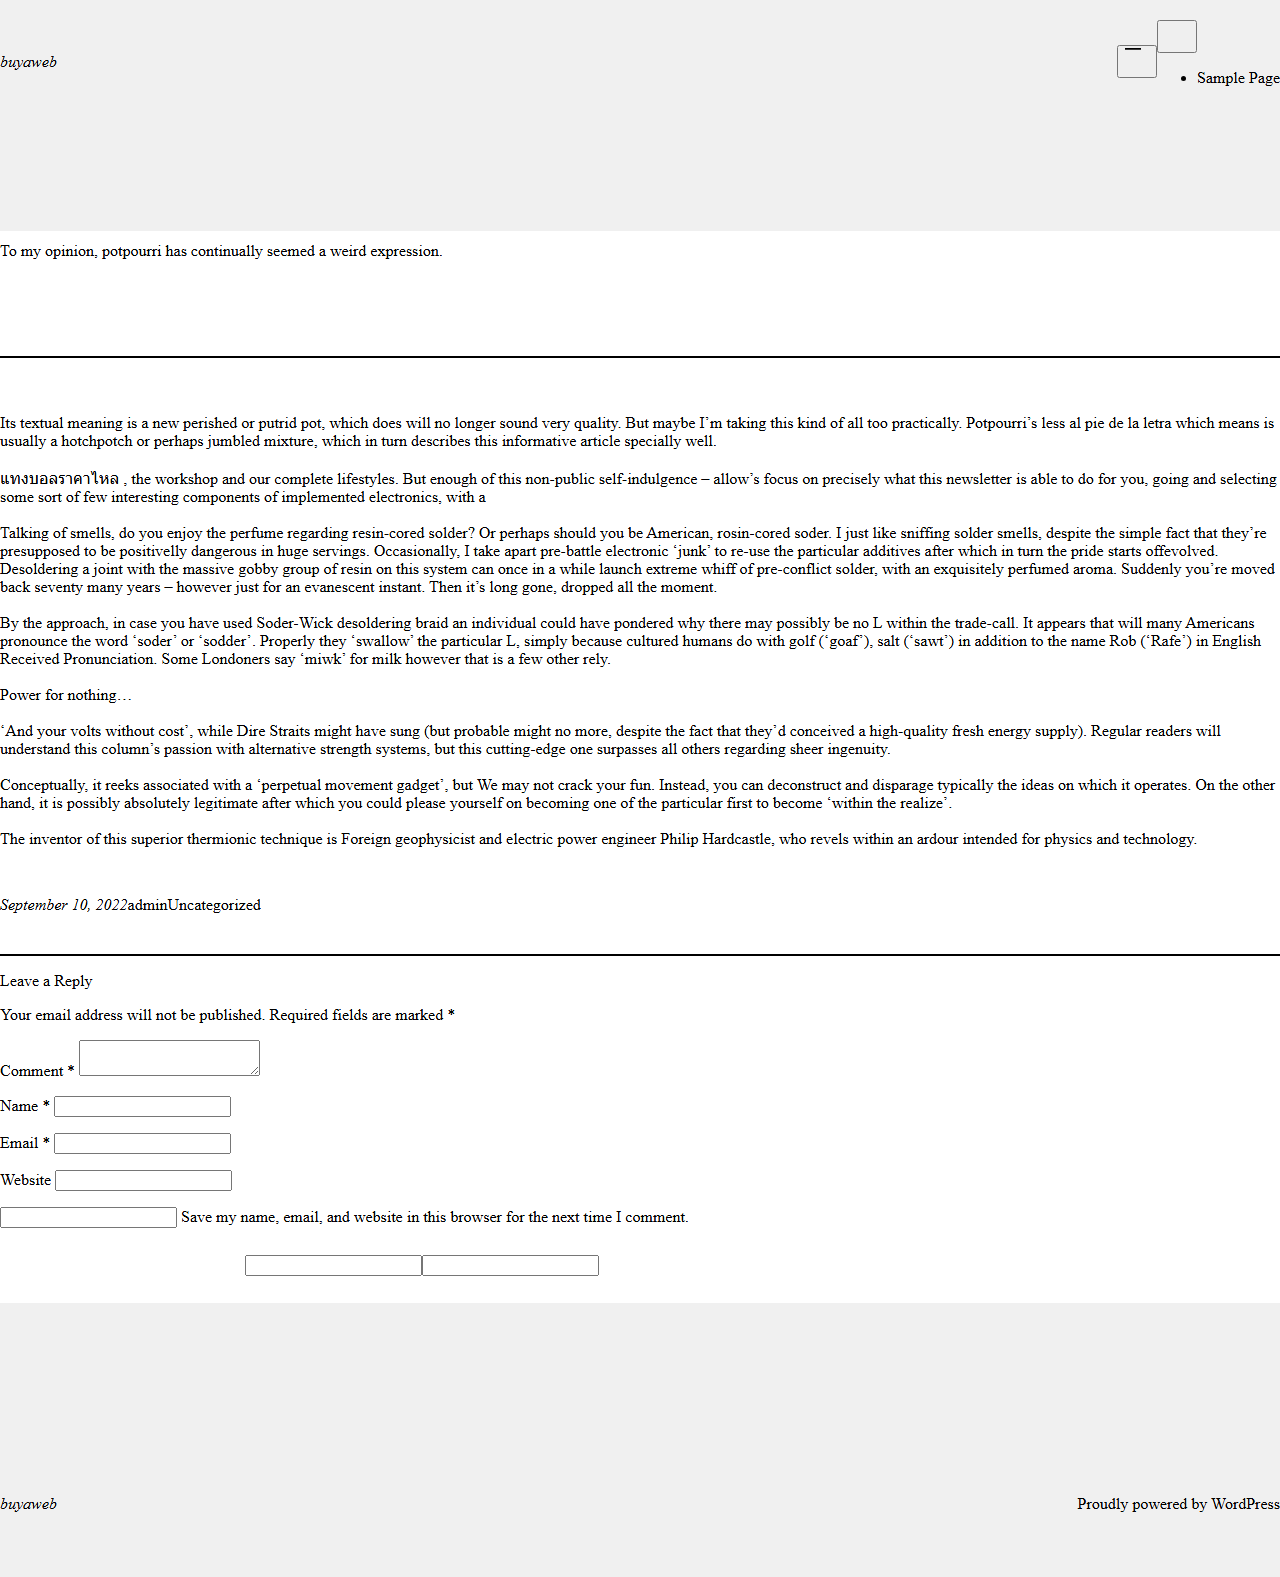 buyaweb
Sample Page
To my opinion, potpourri has continually seemed a weird expression.
Its textual meaning is a new perished or putrid pot, which does will no longer sound very quality. But maybe I’m taking this kind of all too practically. Potpourri’s less al pie de la letra which means is
usually a hotchpotch or perhaps jumbled mixture, which in turn describes this informative article specially well.
แทงบอลราคาไหล , the workshop and our complete lifestyles. But enough of this non-public self-indulgence – allow’s focus on precisely what this newsletter is able to do for you, going and selecting
some sort of few interesting components of implemented electronics, with a
Talking of smells, do you enjoy the perfume regarding resin-cored solder? Or perhaps should you be American, rosin-cored soder. I just like sniffing solder smells, despite the simple fact that they’re
presupposed to be positivelly dangerous in huge servings. Occasionally, I take apart pre-battle electronic ‘junk’ to re-use the particular additives after which in turn the pride starts offevolved.
Desoldering a joint with the massive gobby group of resin on this system can once in a while launch extreme whiff of pre-conflict solder, with an exquisitely perfumed aroma. Suddenly you’re moved
back seventy many years – however just for an evanescent instant. Then it’s long gone, dropped all the moment.
By the approach, in case you have used Soder-Wick desoldering braid an individual could have pondered why there may possibly be no L within the trade-call. It appears that will many Americans
pronounce the word ‘soder’ or ‘sodder’. Properly they ‘swallow’ the particular L, simply because cultured humans do with golf (‘goaf’), salt (‘sawt’) in addition to the name Rob (‘Rafe’) in English
Received Pronunciation. Some Londoners say ‘miwk’ for milk however that is a few other rely.
Power for nothing…
‘And your volts without cost’, while Dire Straits might have sung (but probable might no more, despite the fact that they’d conceived a high-quality fresh energy supply). Regular readers will
understand this column’s passion with alternative strength systems, but this cutting-edge one surpasses all others regarding sheer ingenuity.
Conceptually, it reeks associated with a ‘perpetual movement gadget’, but We may not crack your fun. Instead, you can deconstruct and disparage typically the ideas on which it operates. On the other
hand, it is possibly absolutely legitimate after which you could please yourself on becoming one of the particular first to become ‘within the realize’.
The inventor of this superior thermionic technique is Foreign geophysicist and electric power engineer Philip Hardcastle, who revels within an ardour intended for physics and technology.
September 10, 2022adminUncategorized
Leave a Reply
Your email address will not be published. Required fields are marked *
Comment *
Name *
Email *
Website
Save my name, email, and website in this browser for the next time I comment.
buyaweb
Proudly powered by WordPress